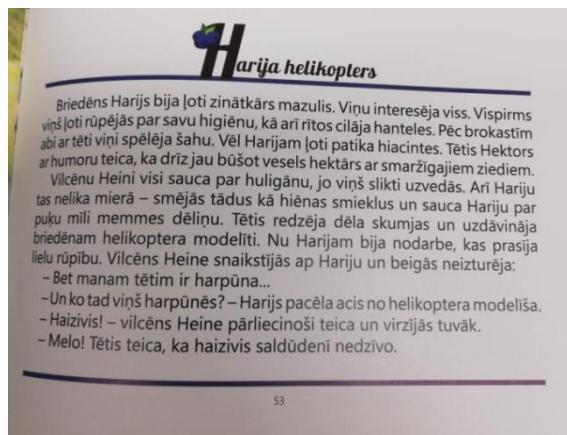 Harija helikopters
Briedēns Harijs bija ļoti zinātkārs mazulis. Viņu interesēja viss. Vispirms
viņš ļoti rūpējās par savu higiēnu, kā arī rītos cilāja hanteles. Pēc brokastīm
abi ar tēti viņi spēlēja šahu. Vēl Harijam ļoti patika hiacintes. Tētis Hektors
ar humoru teica, ka drīz jau būšot vesels hektārs ar smaržīgajiem ziediem.
Vilcēnu Heini visi sauca par huligānu, jo viņš slikti uzvedās. Arī Hariju
tas nelika mierā – smējās tādus kā hiēnas smieklus un sauca Hariju par
puķu mīli memmes dēliņu. Tētis redzēja dēla skumjas un uzdāvināja
briedēnam helikoptera modelīti. Nu Harijam bija nodarbe, kas prasīja
lielu rūpību. Vilcēns Heine snaikstījās ap Hariju un beigās neizturēja:
– Bet manam tētim ir harpūna...
– Un ko tad viņš harpūnēs? – Harijs pacēla acis no helikoptera modelīša.
– Haizivis! – vilcēns Heine pārliecinoši teica un virzījās tuvāk.
– Melo! Tētis teica, ka haizivis saldūdenī nedzīvo.
53